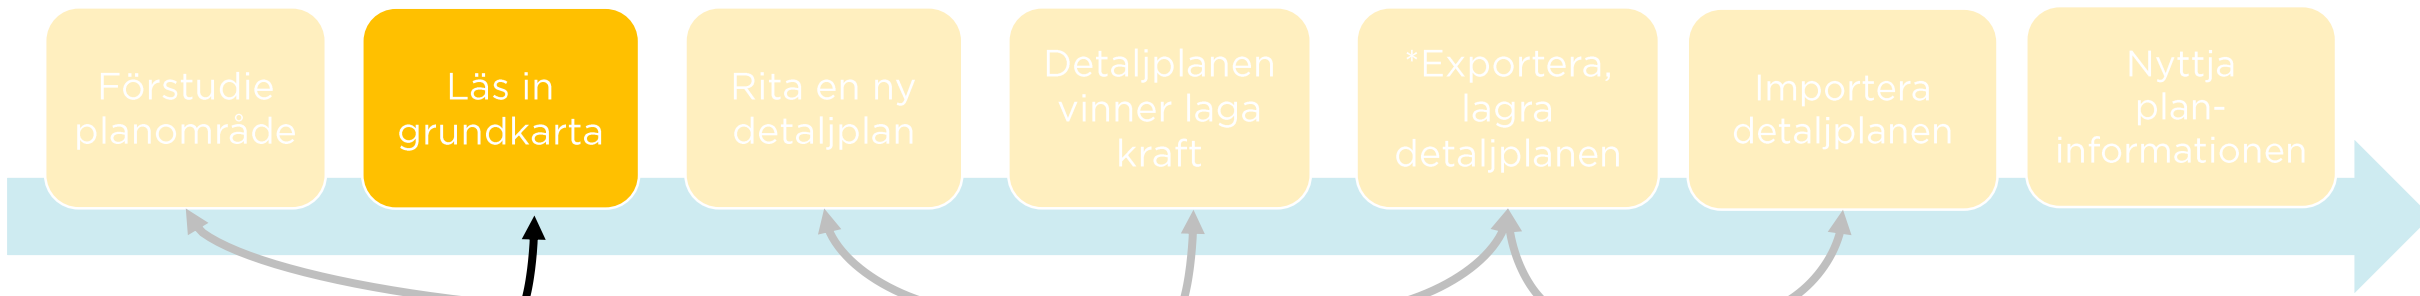 Förstudie
planområde
Läs in
grundkarta
Rita en ny
detaljplan
Detaljplanen
vinner laga
kraft
*Exportera,
lagra
detaljplanen
Importera
detaljplanen
Nyttja
plan-
informationen